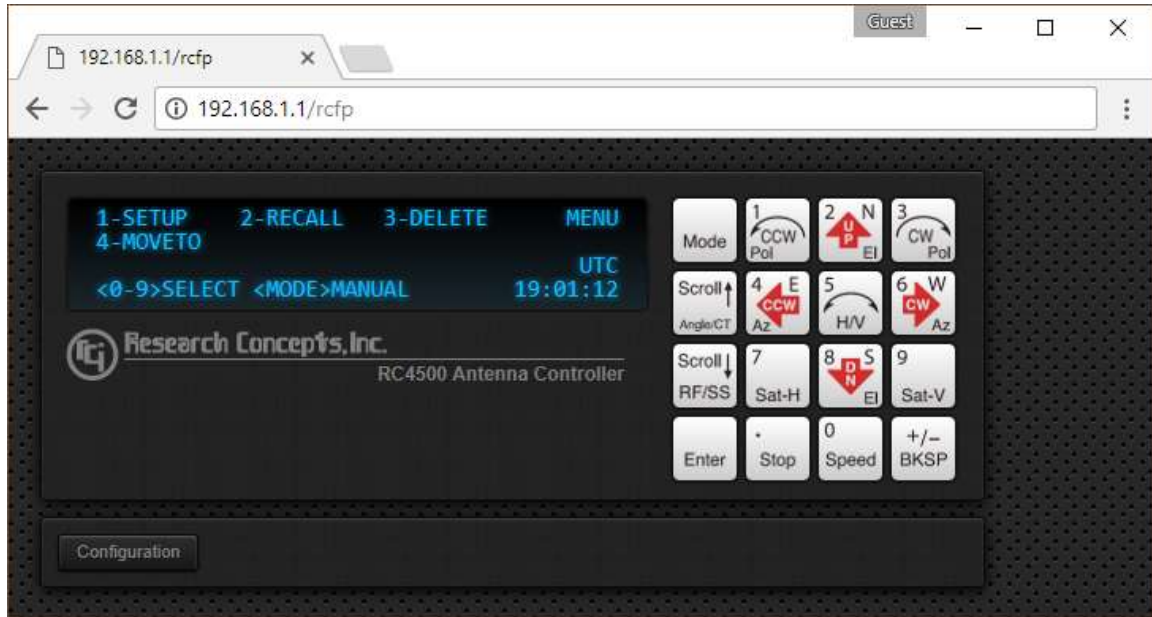 Guest
192.168.1.1/rcfp
192.168.1.1/rcfp
1-SETUP 2-RECALL 3-DELETE MENU
4-MOVETO
UTC
<0-9>SELECT <MODE>MANUAL 19:01:12
rci Research Concepts, Inc.
RC4500 Antenna Controller
Mode
1 CCW Pol
2 N UP El
3 CW Pol
Scroll Angle/CT
4 E CCW Az
5 H/V
6 W CW Az
Scroll RF/SS
7 Sat-H
8 S DN El
9 Sat-V
Enter
. Stop
0 Speed
+/– BKSP
Configuration